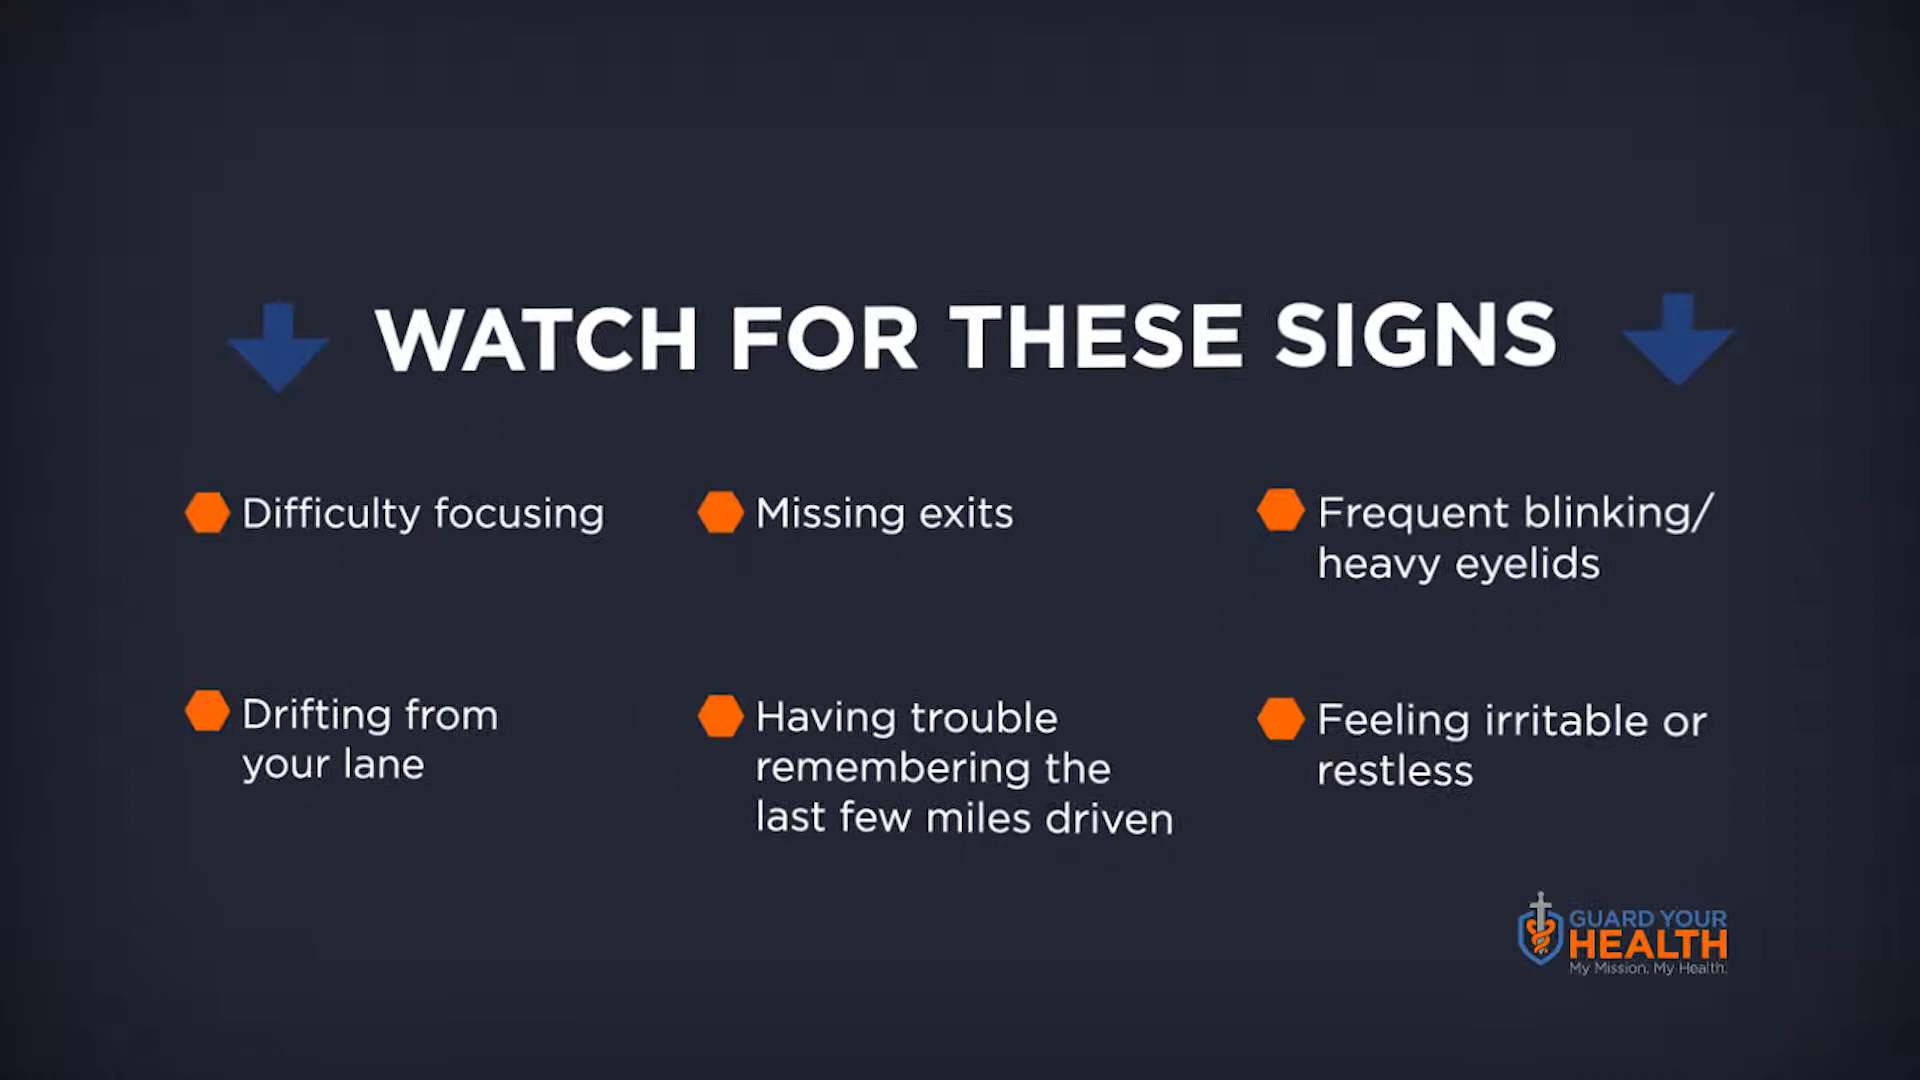 WATCH FOR THESE SIGNS
Difficulty focusing
Missing exits
Frequent blinking/
heavy eyelids
Drifting from
your lane
Having trouble
remembering the
last few miles driven
Feeling irritable or
restless
GUARD YOUR
HEALTH
My Mission. My Health.